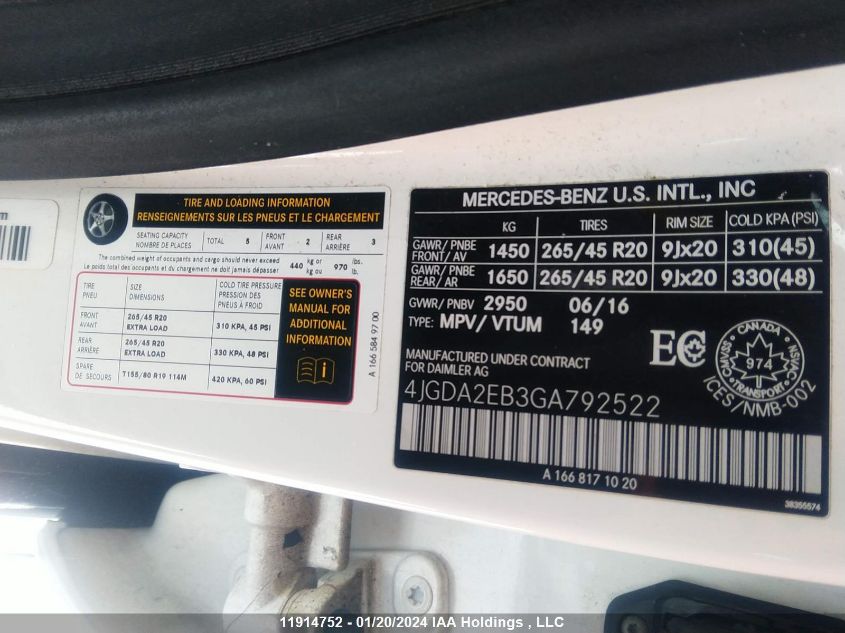 m
TIRE AND LOADING INFORMATION
RENSEIGNEMENTS SUR LES PNEUS ET LE CHARGEMENT
SEATING CAPACITY
NOMBRE DE PLACES
TOTAL 5
FRONT
AVANT
2
REAR
ARRIÈRE
3
The combined weight of occupants and cargo should never exceed
Le poids total des occupants et du chargement ne doit jamais dépasser
440 kg or
kg ou
970 lbs.
lb.
TIRE
PNEU
SIZE
DIMENSIONS
COLD TIRE PRESSURE
PRESSION DES
PNEUS À FROID
FRONT
AVANT
265/45 R20
EXTRA LOAD
310 KPA, 45 PSI
REAR
ARRIÈRE
265/45 R20
EXTRA LOAD
330 KPA, 48 PSI
SPARE
DE SECOURS
T155/80 R19 114M
420 KPA, 60 PSI
SEE OWNER'S
MANUAL FOR
ADDITIONAL
INFORMATION
i
A 166 584 97 00
MERCEDES-BENZ U.S. INTL., INC
KG TIRES RIM SIZE COLD KPA (PSI)
GAWR/ PNBE
FRONT/ AV
1450 265/45 R20 9Jx20 310(45)
GAWR/ PNBE
REAR/ AR
1650 265/45 R20 9Jx20 330(48)
GVWR/ PNBV 2950 06/16
TYPE: MPV/ VTUM 149
MANUFACTURED UNDER CONTRACT
FOR DAIMLER AG
EC
CANADA
974
TRANSPORT
ICES/NMB-002
4JGDA2EB3GA792522
A 166 817 10 20
38355574
11914752 - 01/20/2024 IAA Holdings , LLC